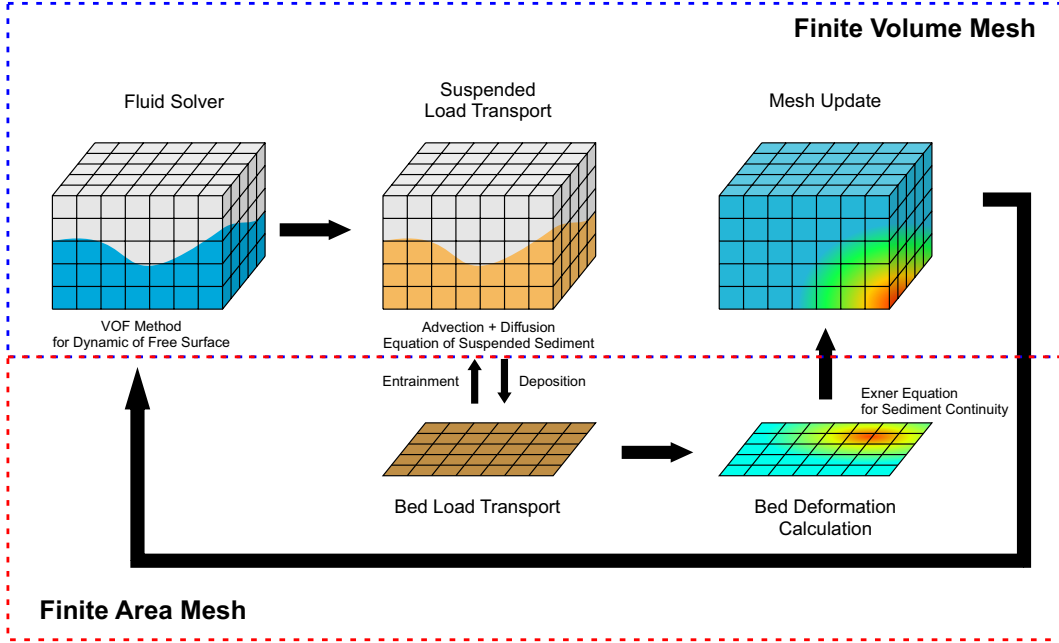 Finite Volume Mesh
Fluid Solver
Suspended
Load Transport
Mesh Update
VOF Method
for Dynamic of Free Surface
Advection + Diffusion
Equation of Suspended Sediment
Entrainment
Deposition
Exner Equation
for Sediment Continuity
Bed Load Transport
Bed Deformation
Calculation
Finite Area Mesh